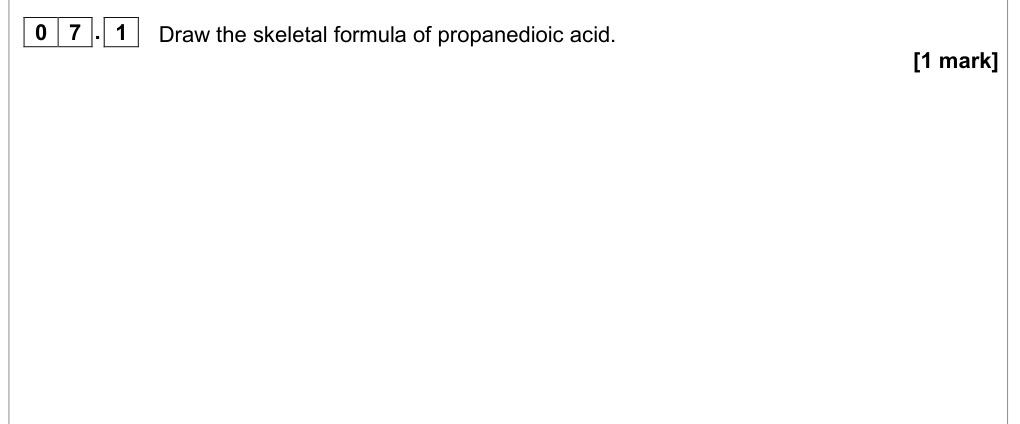 0 7 . 1 Draw the skeletal formula of propanedioic acid.
[1 mark]